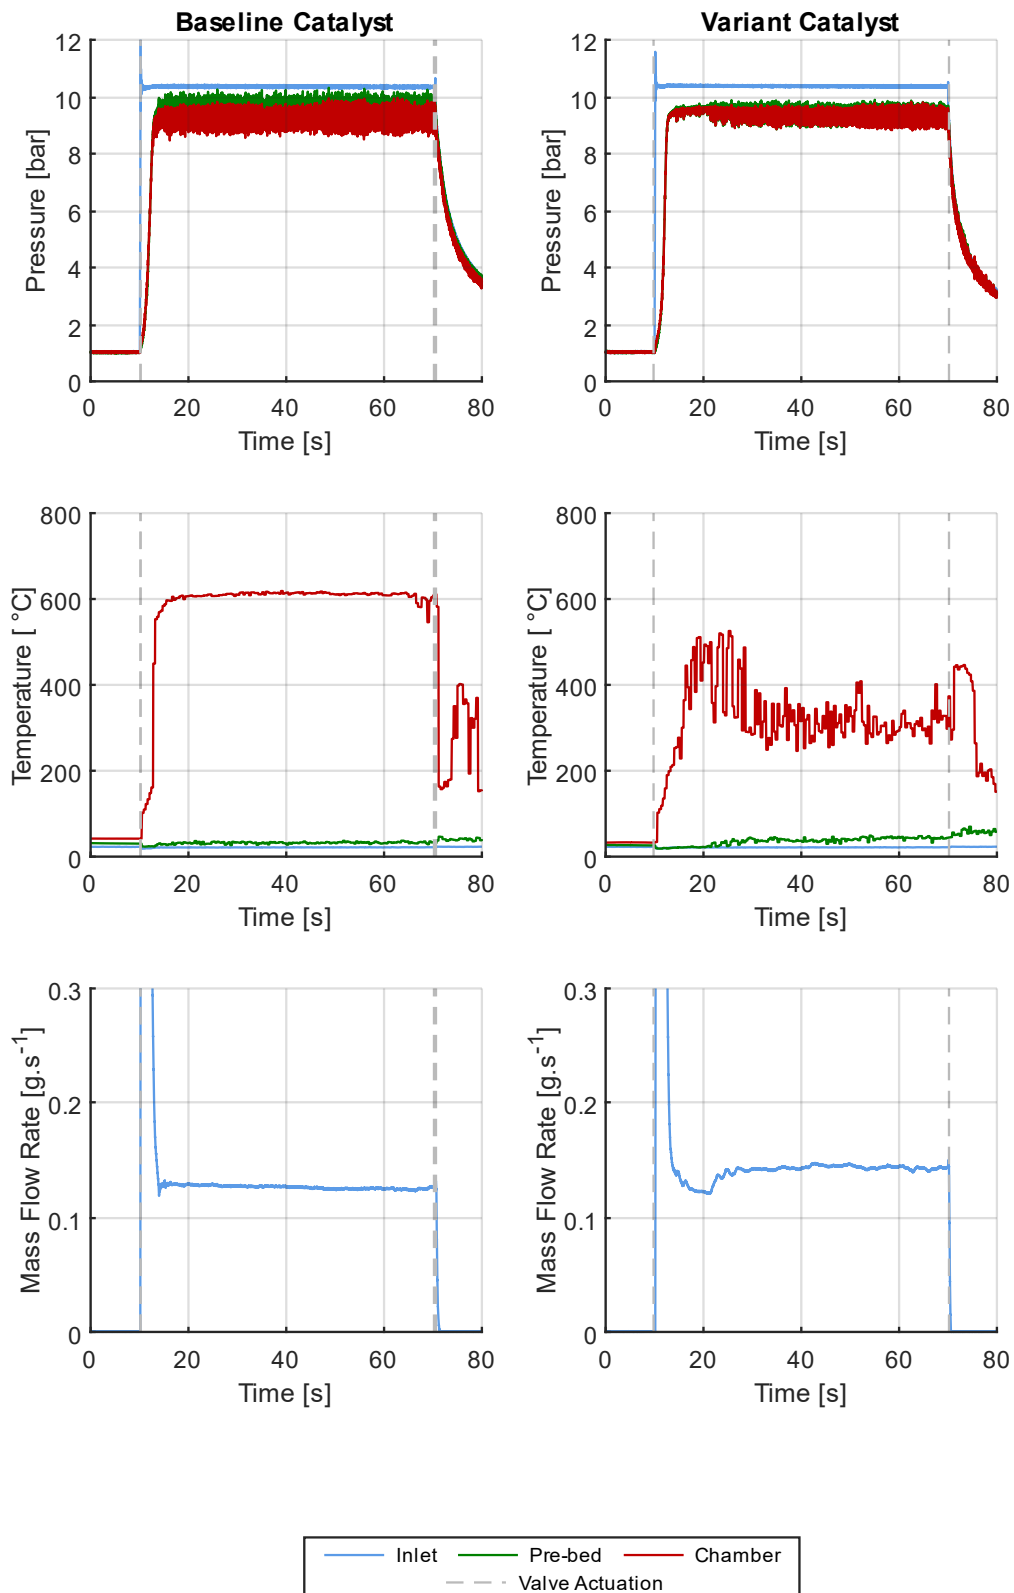 Baseline Catalyst
Variant Catalyst
12
10
8
6
4
2
0
Pressure [bar]
0 20 40 60 80
Time [s]
12
10
8
6
4
2
0
Pressure [bar]
0 20 40 60 80
Time [s]
800
600
400
200
0
Temperature [ °C]
0 20 40 60 80
Time [s]
800
600
400
200
0
Temperature [ °C]
0 20 40 60 80
Time [s]
0.3
0.2
0.1
0
Mass Flow Rate [g.s⁻¹]
0 20 40 60 80
Time [s]
0.3
0.2
0.1
0
Mass Flow Rate [g.s⁻¹]
0 20 40 60 80
Time [s]
Inlet Pre-bed Chamber
Valve Actuation